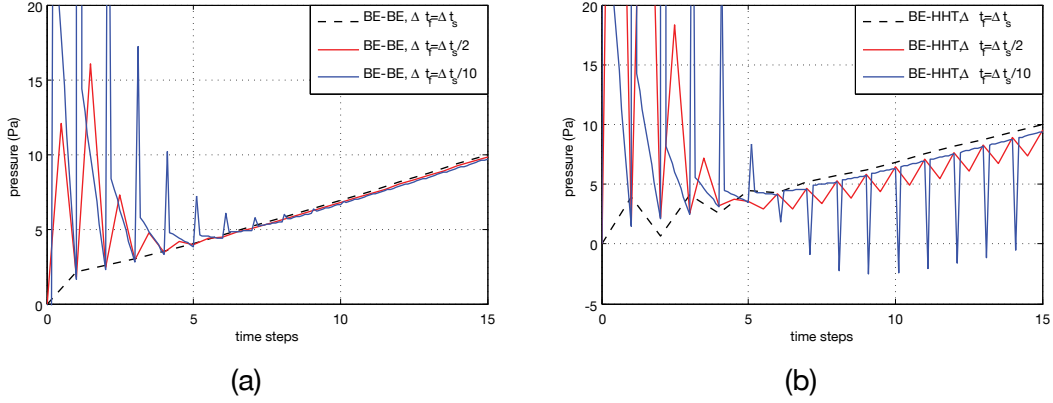 20
15
10
5
0
pressure (Pa)
0
5
10
15
time steps
BE-BE, Δ t_f=Δ t_s
BE-BE, Δ t_f=Δ t_s/2
BE-BE, Δ t_f=Δ t_s/10
(a)
20
15
10
5
0
-5
pressure (Pa)
0
5
10
15
time steps
BE-HHTΔ t_f=Δ t_s
BE-HHTΔ t_f=Δ t_s/2
BE-HHTΔ t_f=Δ t_s/10
(b)